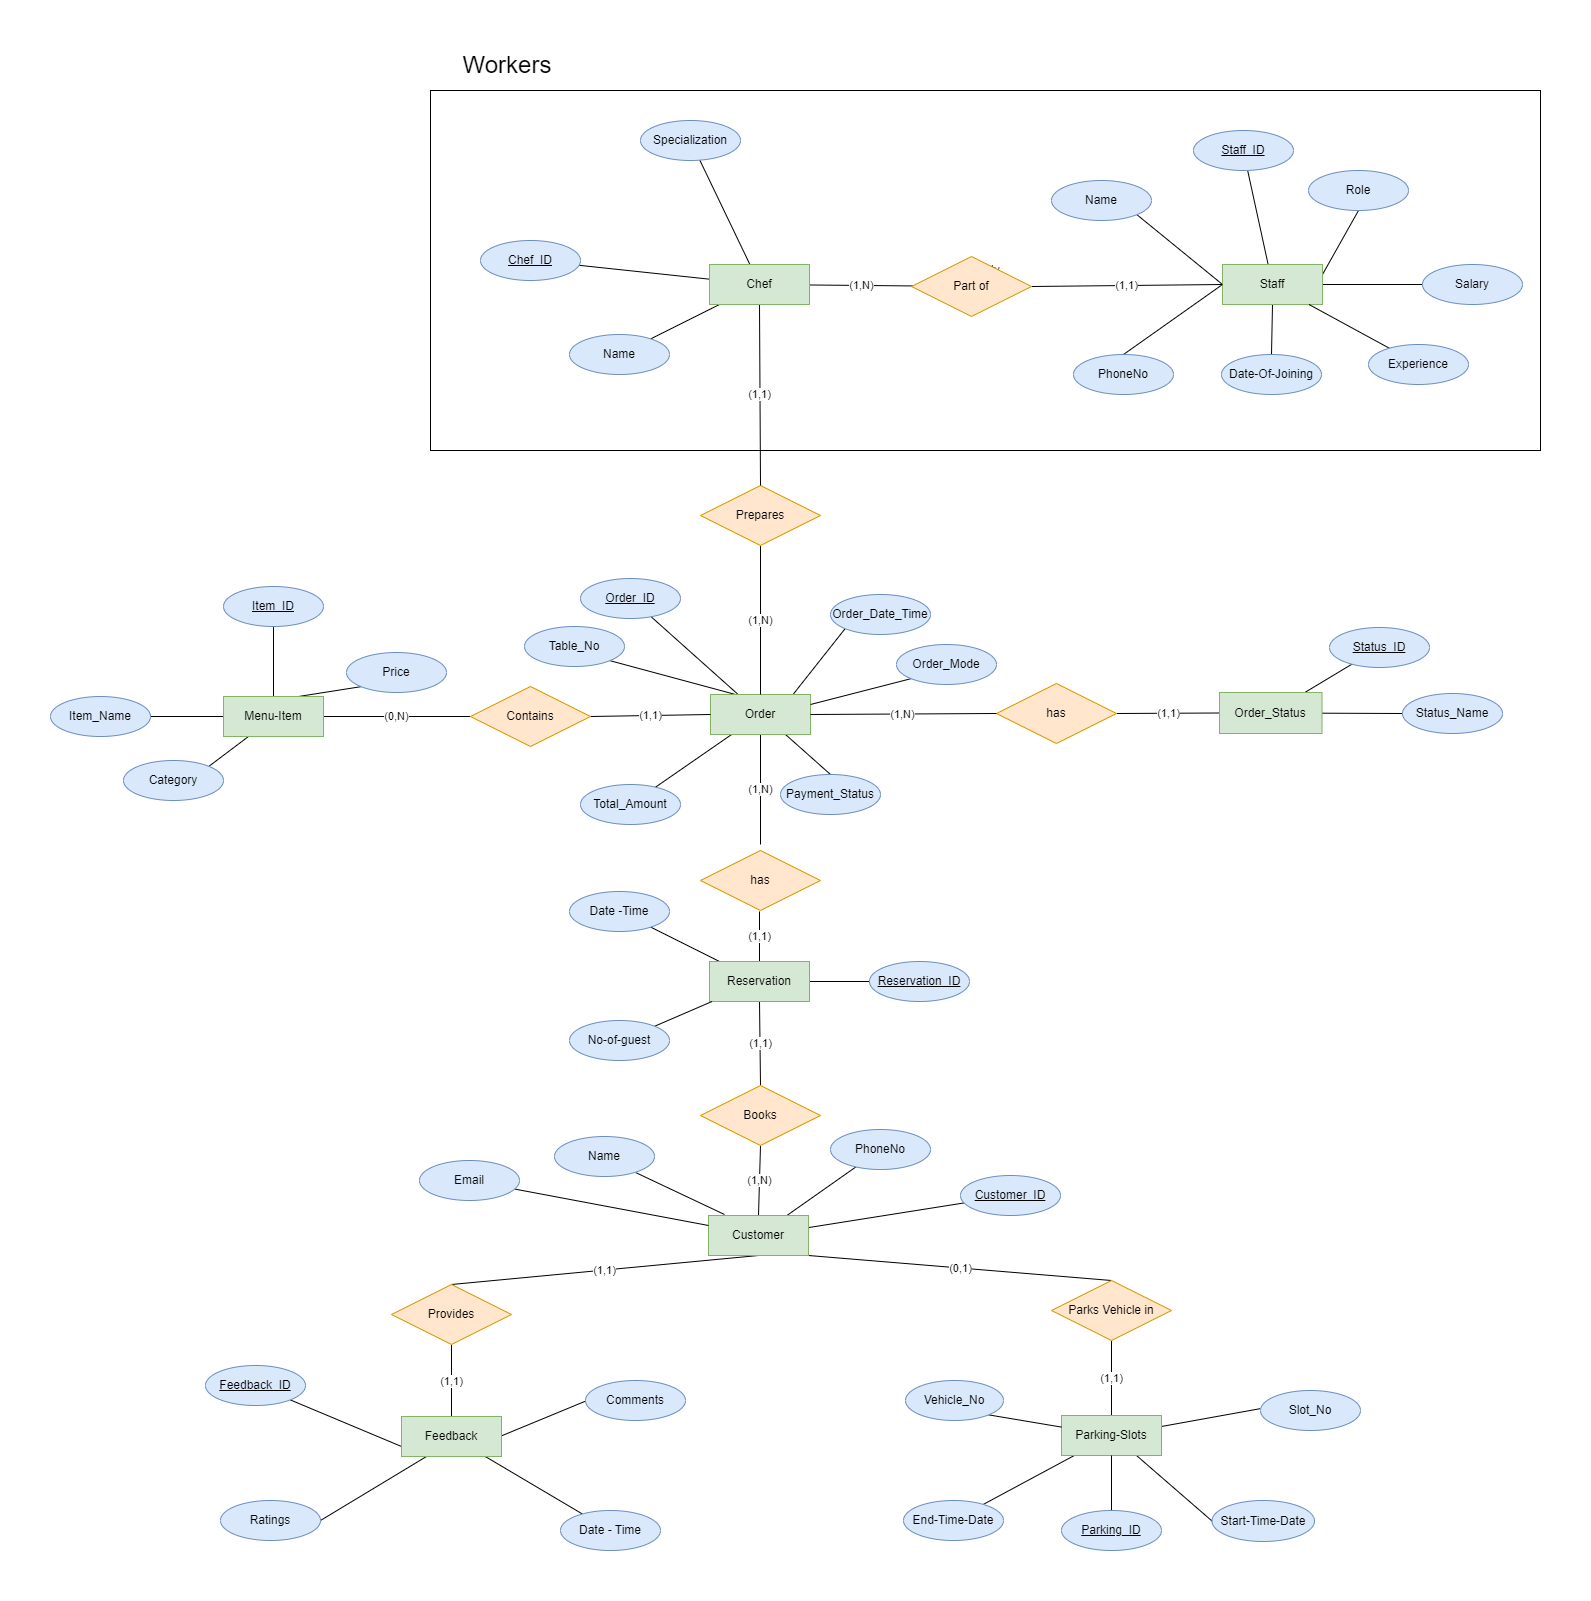 Workers
Specialization
Staff_ID
Role
Name
Chef_ID
Chef
(1,N)
Part of
(1,1)
Staff
Salary
Name
PhoneNo
Date-Of-Joining
Experience
(1,1)
Prepares
Item_ID
Order_ID
(1,N)
Order_Date_Time
Table_No
Order_Mode
Status_ID
Price
Item_Name
Menu-Item
(0,N)
Contains
(1,1)
Order
(1,N)
has
(1,1)
Order_Status
Status_Name
Category
Total_Amount
(1,N)
Payment_Status
has
Date -Time
(1,1)
Reservation
Reservation_ID
No-of-guest
(1,1)
Books
Name
PhoneNo
Email
(1,N)
Customer_ID
Customer
(1,1)
(0,1)
Provides
Parks Vehicle in
Feedback_ID
(1,1)
Comments
Vehicle_No
(1,1)
Slot_No
Feedback
Parking-Slots
Ratings
Date - Time
End-Time-Date
Parking_ID
Start-Time-Date